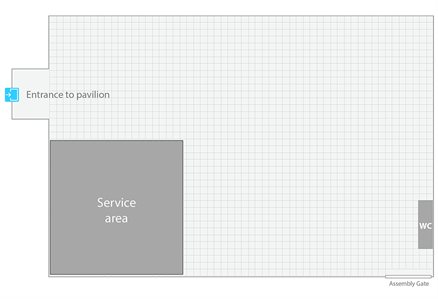 Entrance to pavilion
Service
area
WC
Assembly Gate